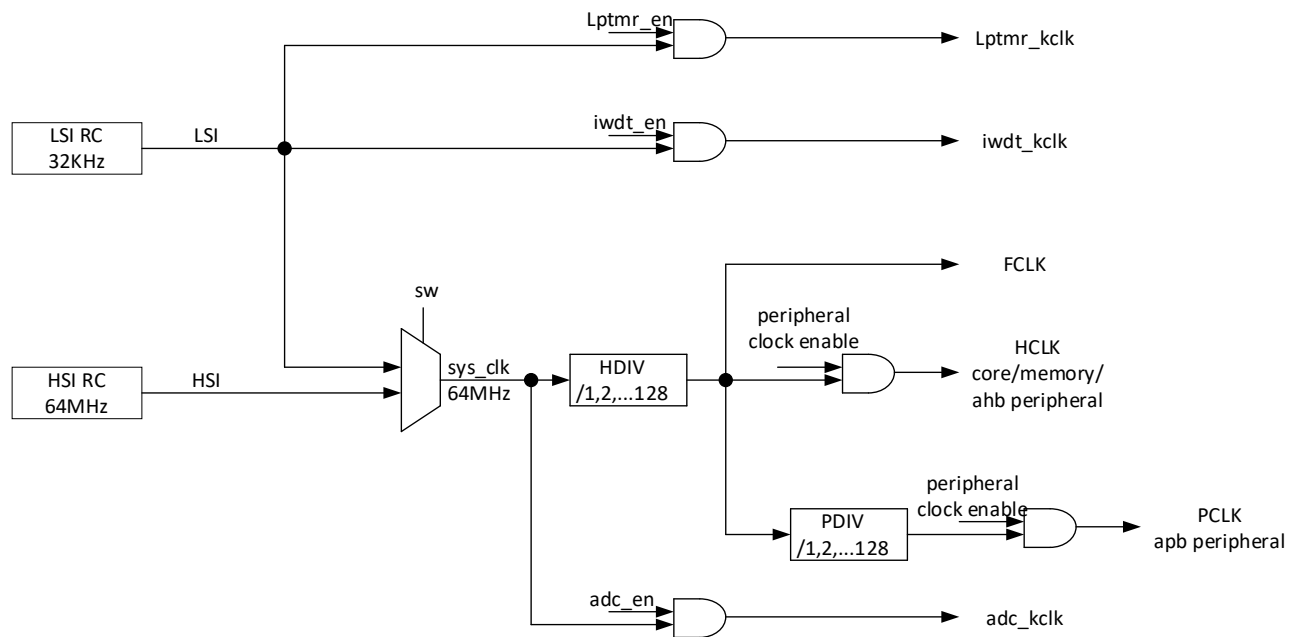 Lptmr_en
Lptmr_kclk
LSI RC
32KHz
LSI
iwdt_en
iwdt_kclk
FCLK
sw
peripheral
clock enable
HCLK
core/memory/
ahb peripheral
HSI RC
64MHz
HSI
sys_clk
64MHz
HDIV
/1,2,...128
peripheral
clock enable
PDIV
/1,2,...128
PCLK
apb peripheral
adc_en
adc_kclk